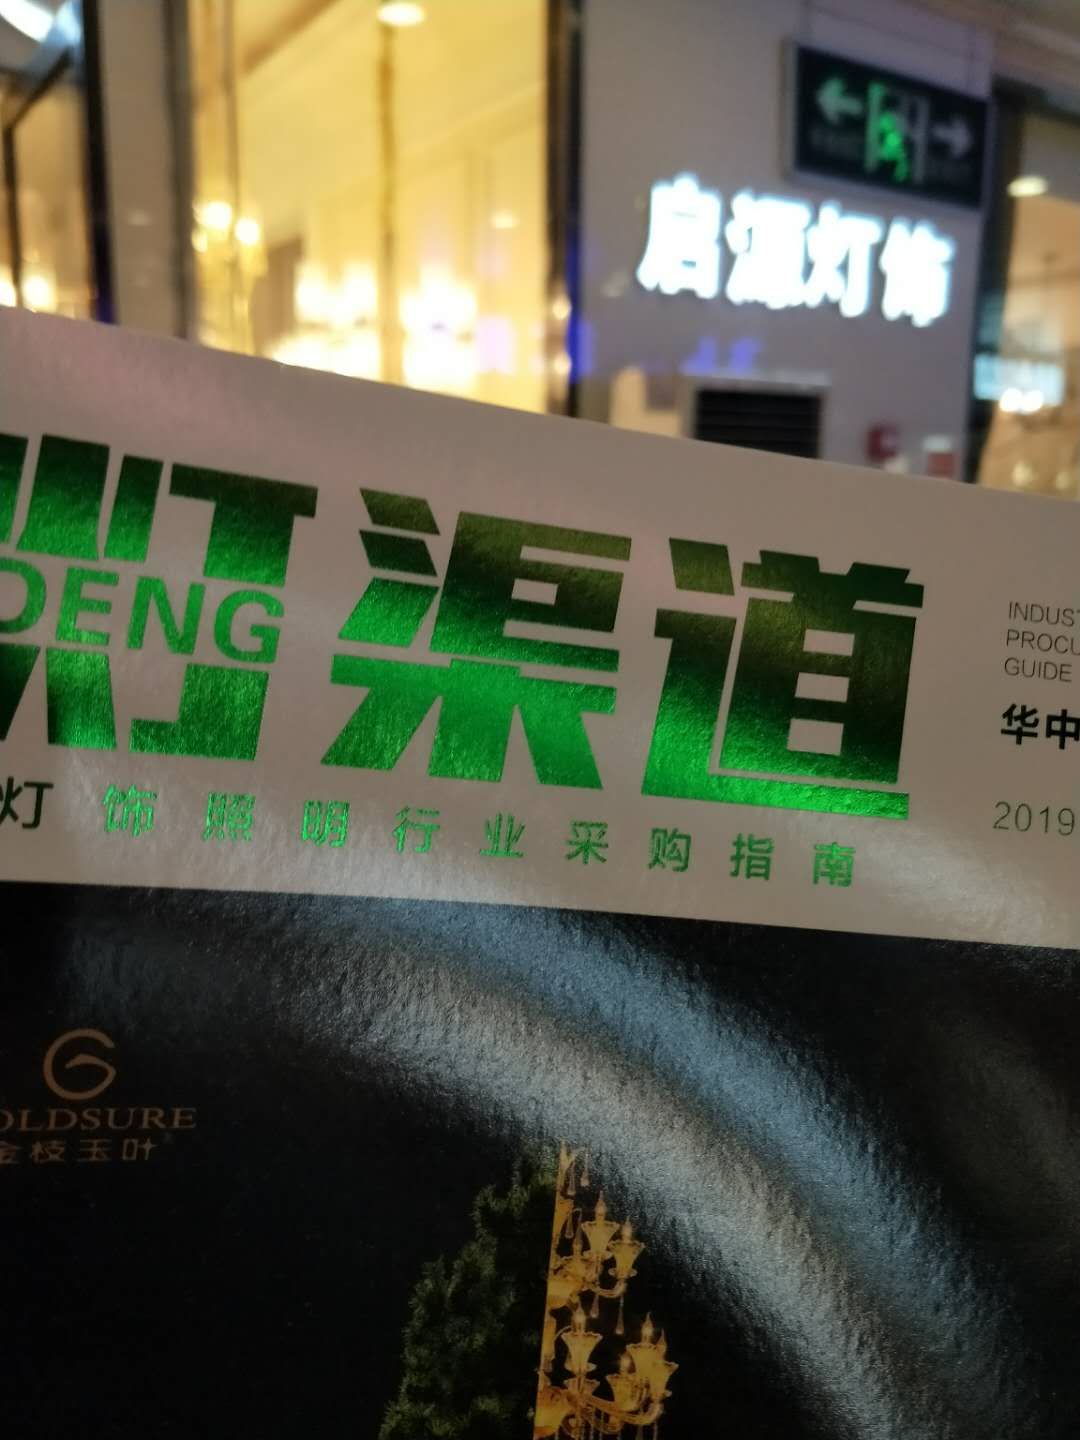 启源灯饰
灯渠道
DENG
INDUST
PROCU
GUIDE
华中
灯饰照明行业采购指南
2019
OLDSURE
金枝玉叶